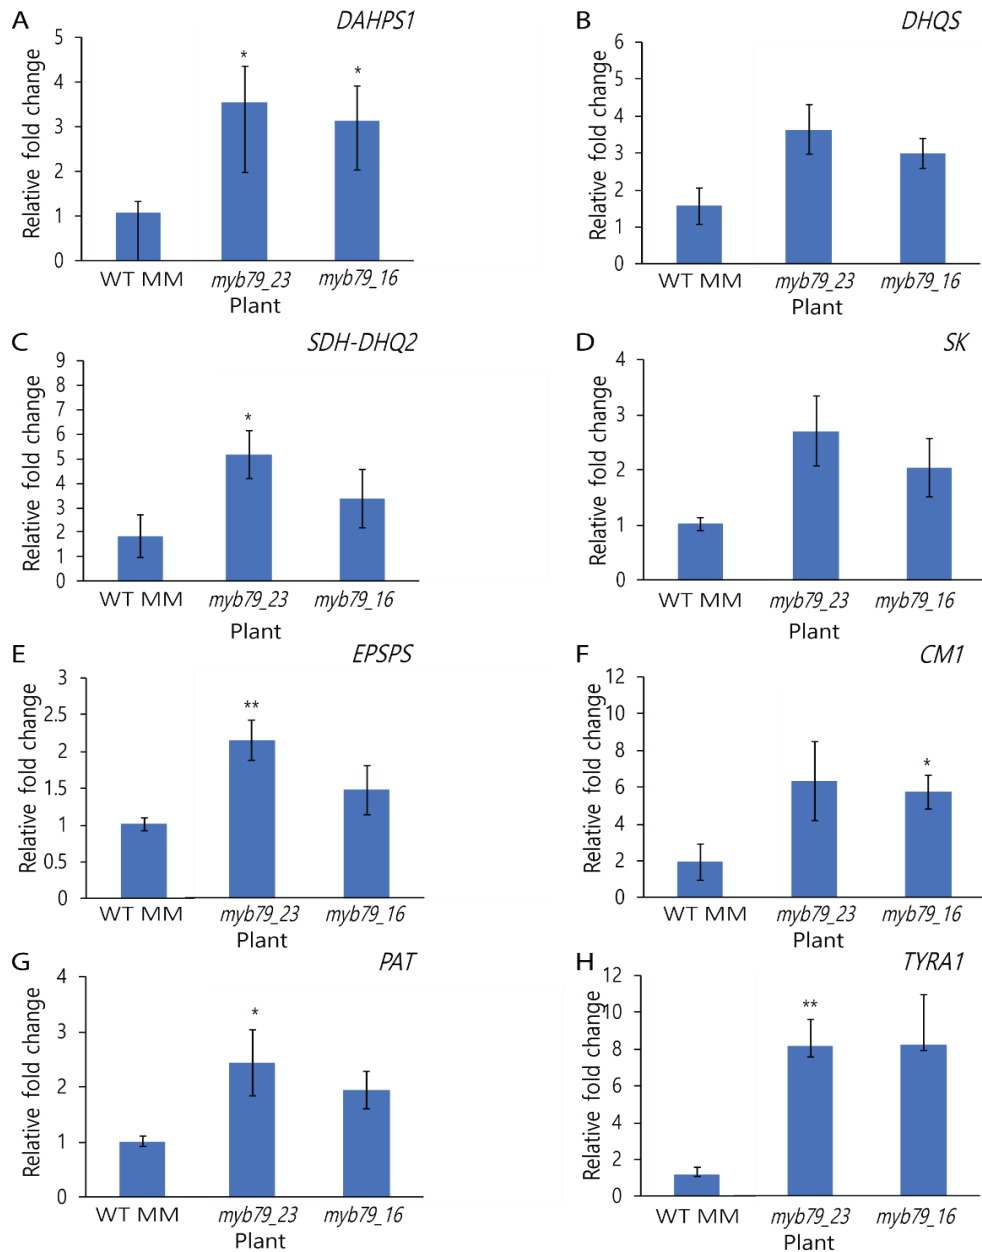 A
DAHPS1
Relative fold change
5
4
3
2
1
0
*
*
WT MM
myb79_23
myb79_16
Plant
B
DHQS
Relative fold change
6
5
4
3
2
1
0
WT MM
myb79_23
myb79_16
Plant
C
SDH-DHQ2
Relative fold change
9
8
7
6
5
4
3
2
1
0
*
WT MM
myb79_23
myb79_16
Plant
D
SK
Relative fold change
4
3
2
1
0
WT MM
myb79_23
myb79_16
Plant
E
EPSPS
Relative fold change
3
2.5
2
1.5
1
0.5
0
**
WT MM
myb79_23
myb79_16
Plant
F
CM1
Relative fold change
12
10
8
6
4
2
0
*
WT MM
myb79_23
myb79_16
Plant
G
PAT
Relative fold change
4
3
2
1
0
*
WT MM
myb79_23
myb79_16
Plant
H
TYRA1
Relative fold change
12
10
8
6
4
2
0
**
WT MM
myb79_23
myb79_16
Plant